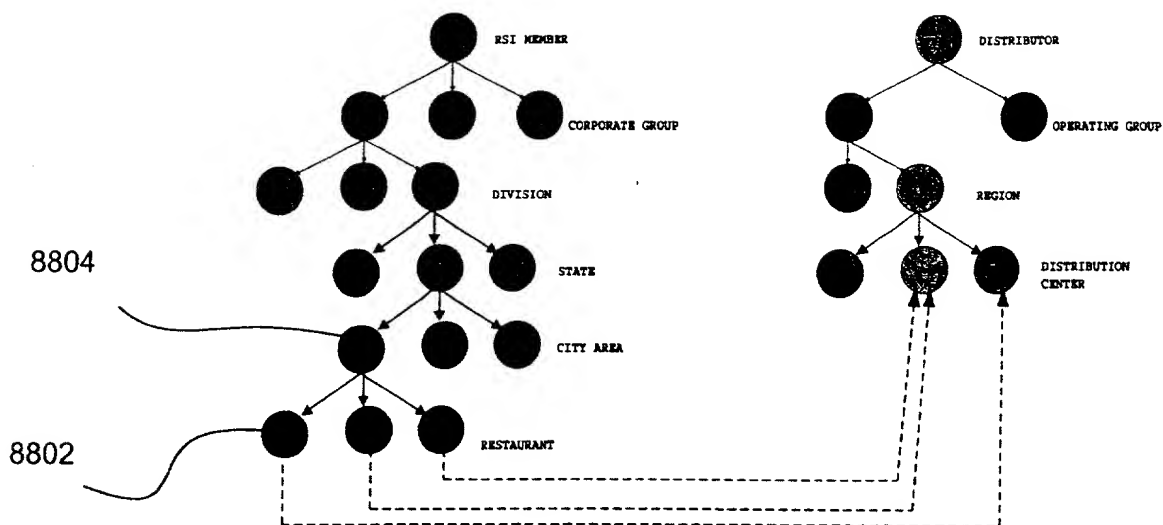 RSI MEMBER
DISTRIBUTOR
CORPORATE GROUP
OPERATING GROUP
DIVISION
REGION
8804
STATE
DISTRIBUTION
CENTER
CITY AREA
8802
RESTAURANT